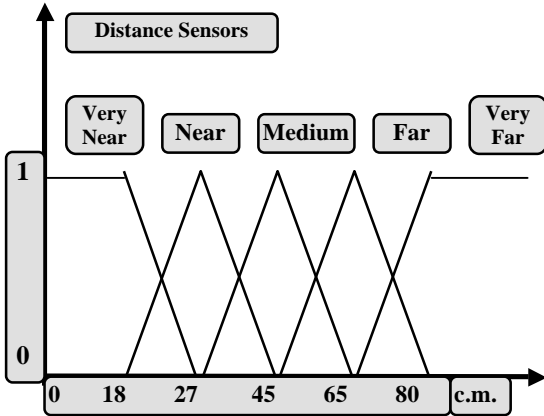 Distance Sensors
Very
Near
Near
Medium
Far
Very
Far
1
0
0 18 27 45 65 80 c.m.